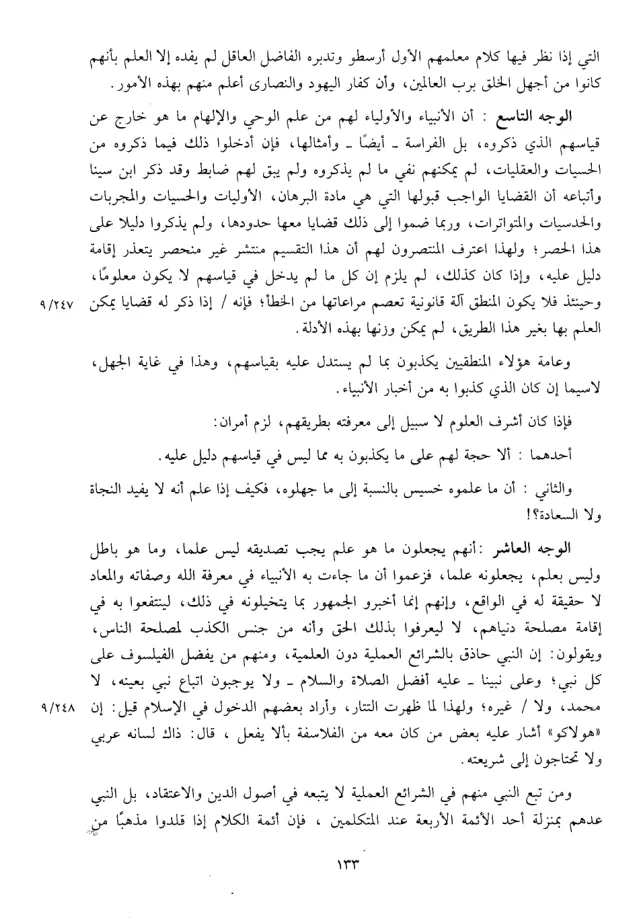 التي إذا نظر فيها كلام معلمهم الأول أرسطو وتدبره الفاضل العاقل لم يفده إلا العلم بأنهم
كانوا من أجهل الخلق برب العالمين، وأن كفار اليهود والنصارى أعلم منهم بهذه الأمور.
الوجه التاسع : أن الأنبياء والأولياء لهم من علم الوحي والإلهام ما هو خارج عن
قياسهم الذي ذكروه، بل الفراسة ـ أيضًا ـ وأمثالها، فإن أدخلوا ذلك فيما ذكروه من
الحسيات والعقليات، لم يمكنهم نفي ما لم يذكروه ولم يبق لهم ضابط وقد ذكر ابن سينا
وأتباعه أن القضايا الواجب قبولها التي هي مادة البرهان، الأوليات والحسيات والمجربات
والحدسيات والمتواترات، وربما ضموا إلى ذلك قضايا معها حدودها، ولم يذكروا دليلا على
هذا الحصر؛ ولهذا اعترف المنتصرون لهم أن هذا التقسيم منتشر غير منحصر يتعذر إقامة
دليل عليه، وإذا كان كذلك، لم يلزم إن كل ما لم يدخل في قياسهم لا يكون معلومًا،
وحينئذ فلا يكون المنطق آلة قانونية تعصم مراعاتها من الخطأ؛ فإنه / إذا ذكر له قضايا يمكن ٩/٢٤٧
العلم بها بغير هذا الطريق، لم يمكن وزنها بهذه الأدلة.
وعامة هؤلاء المنطقيين يكذبون بما لم يستدل عليه بقياسهم، وهذا في غاية الجهل،
لاسيما إن كان الذي كذبوا به من أخبار الأنبياء.
فإذا كان أشرف العلوم لا سبيل إلى معرفته بطريقهم، لزم أمران:
أحدهما : ألا حجة لهم على ما يكذبون به مما ليس في قياسهم دليل عليه.
والثاني : أن ما علموه خسيس بالنسبة إلى ما جهلوه، فكيف إذا علم أنه لا يفيد النجاة
ولا السعادة؟!
الوجه العاشر :أنهم يجعلون ما هو علم يجب تصديقه ليس علما، وما هو باطل
وليس بعلم، يجعلونه علما، فزعموا أن ما جاءت به الأنبياء في معرفة الله وصفاته والمعاد
لا حقيقة له في الواقع، وإنهم إنما أخبرو الجمهور بما يتخيلونه في ذلك، لينتفعوا به في
إقامة مصلحة دنياهم، لا ليعرفوا بذلك الحق وأنه من جنس الكذب لمصلحة الناس،
ويقولون: إن النبي حاذق بالشرائع العملية دون العلمية، ومنهم من يفضل الفيلسوف على
كل نبي؛ وعلى نبينا ـ عليه أفضل الصلاة والسلام ـ ولا يوجبون اتباع نبي بعينه، لا
محمد، ولا / غيره؛ ولهذا لما ظهرت التتار، وأراد بعضهم الدخول في الإسلام قيل: إن ٩/٢٤٨
«هولاكو» أشار عليه بعض من كان معه من الفلاسفة بألا يفعل ، قال: ذاك لسانه عربي
ولا تحتاجون إلى شريعته.
ومن تبع النبي منهم في الشرائع العملية لا يتبعه في أصول الدين والاعتقاد، بل النبي
عدهم بمنزلة أحد الأئمة الأربعة عند المتكلمين ، فإن أئمة الكلام إذا قلدوا مذهبًا من
١٣٣